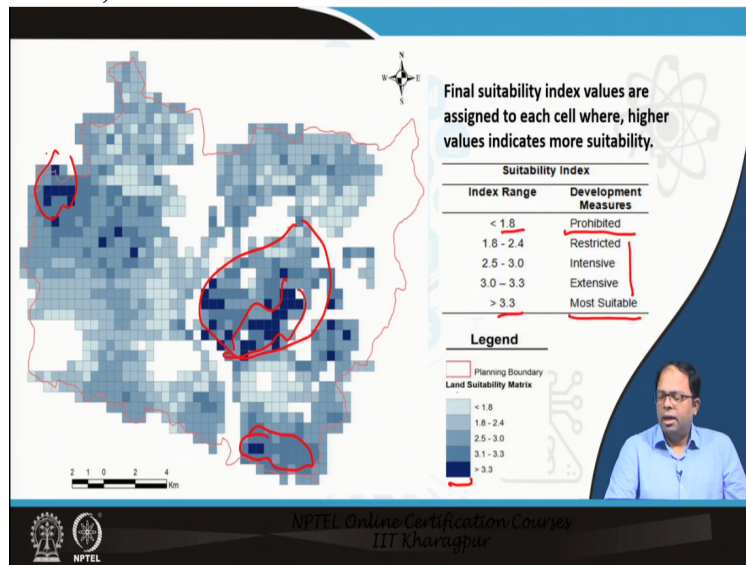 N
W E
S
Final suitability index values are
assigned to each cell where, higher
values indicates more suitability.
Suitability Index
Index Range Development
Measures
< 1.8 Prohibited
1.8 - 2.4 Restricted
2.5 - 3.0 Intensive
3.0 – 3.3 Extensive
> 3.3 Most Suitable
Legend
Planning Boundary
Land Suitability Matrix
< 1.8
1.8 - 2.4
2.5 - 3.0
3.1 - 3.3
> 3.3
2 1 0 2 4
Km
NPTEL Online Certification Courses
IIT Kharagpur
NPTEL